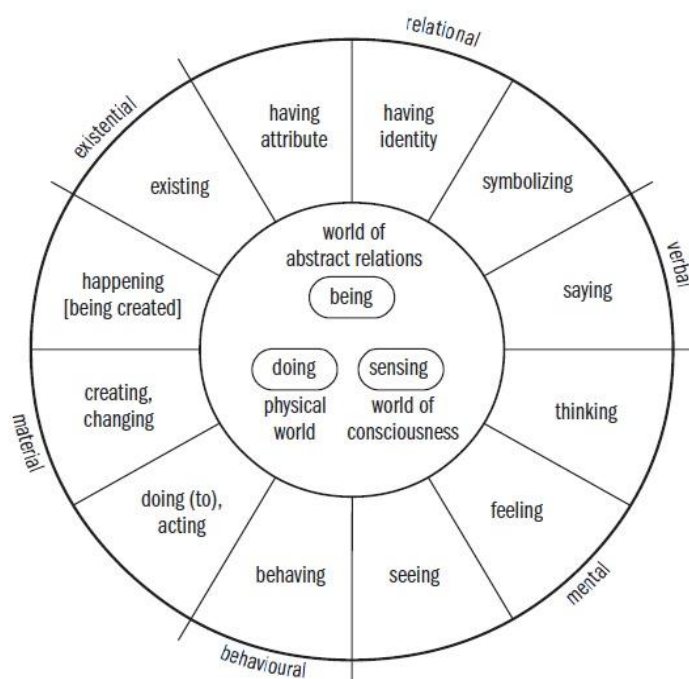 relational
existential
having
attribute
having
identity
existing
symbolizing
world of
abstract relations
being
verbal
happening
[being created]
saying
doing
sensing
physical
world
world of
consciousness
creating,
changing
thinking
material
doing (to),
acting
feeling
behaving
seeing
mental
behavioural